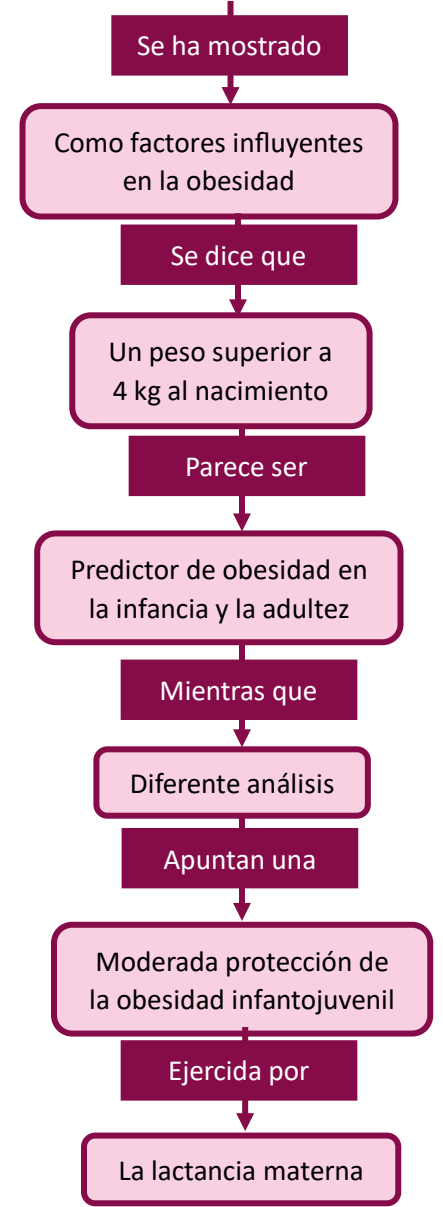 Se ha mostrado
Como factores influyentes
en la obesidad
Se dice que
Un peso superior a
4 kg al nacimiento
Parece ser
Predictor de obesidad en
la infancia y la adultez
Mientras que
Diferente análisis
Apuntan una
Moderada protección de
la obesidad infantojuvenil
Ejercida por
La lactancia materna